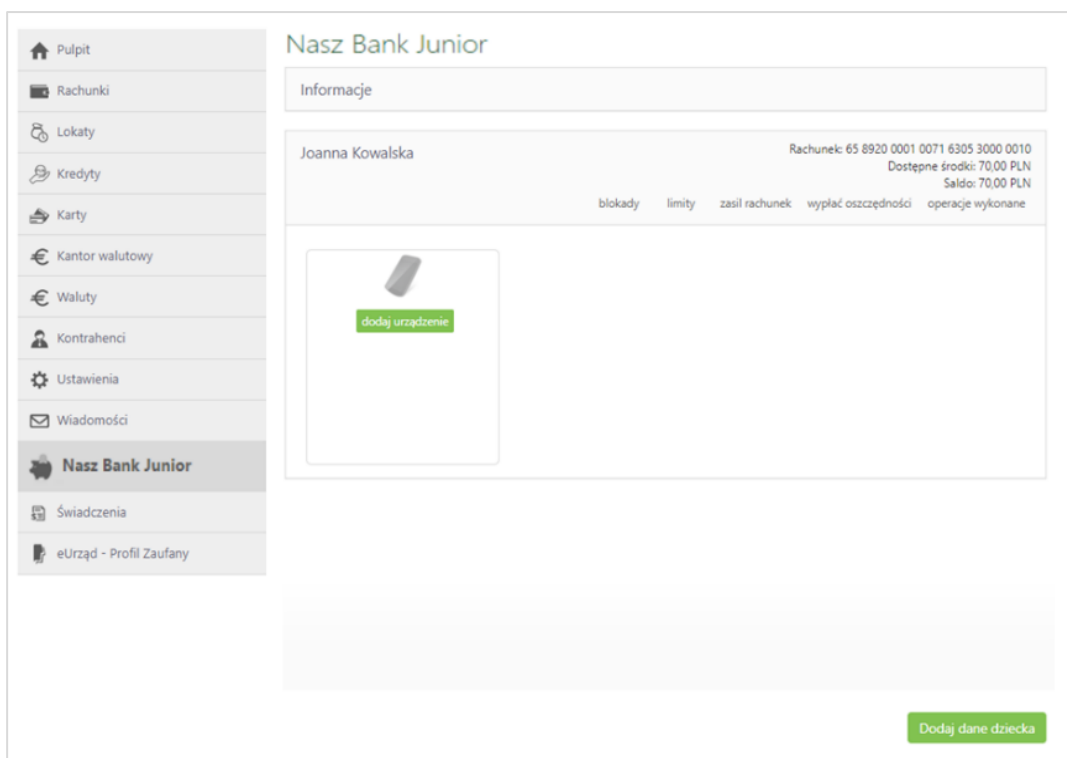 Pulpit
Rachunki
Lokaty
Kredyty
Karty
Kantor walutowy
Waluty
Kontrahenci
Ustawienia
Wiadomości
Nasz Bank Junior
Świadczenia
eUrząd - Profil Zaufany
Nasz Bank Junior
Informacje
Joanna Kowalska
Rachunek: 65 8920 0001 0071 6305 3000 0010
Dostępne środki: 70,00 PLN
Saldo: 70,00 PLN
blokady limity zasil rachunek wypłać oszczędności operacje wykonane
dodaj urządzenie
Dodaj dane dziecka